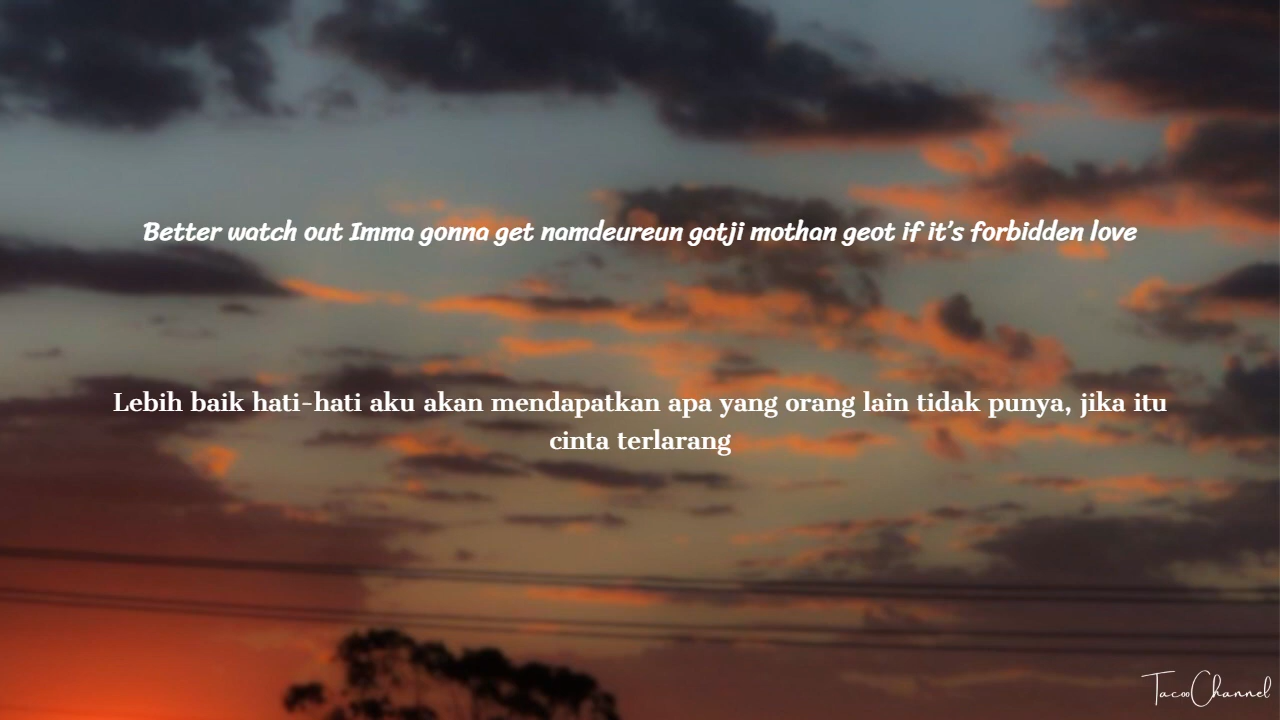 Better watch out Imma gonna get namdeureun gatji mothan geot if it's forbidden love
Lebih baik hati-hati aku akan mendapatkan apa yang orang lain tidak punya, jika itu
cinta terlarang
TacooChannel